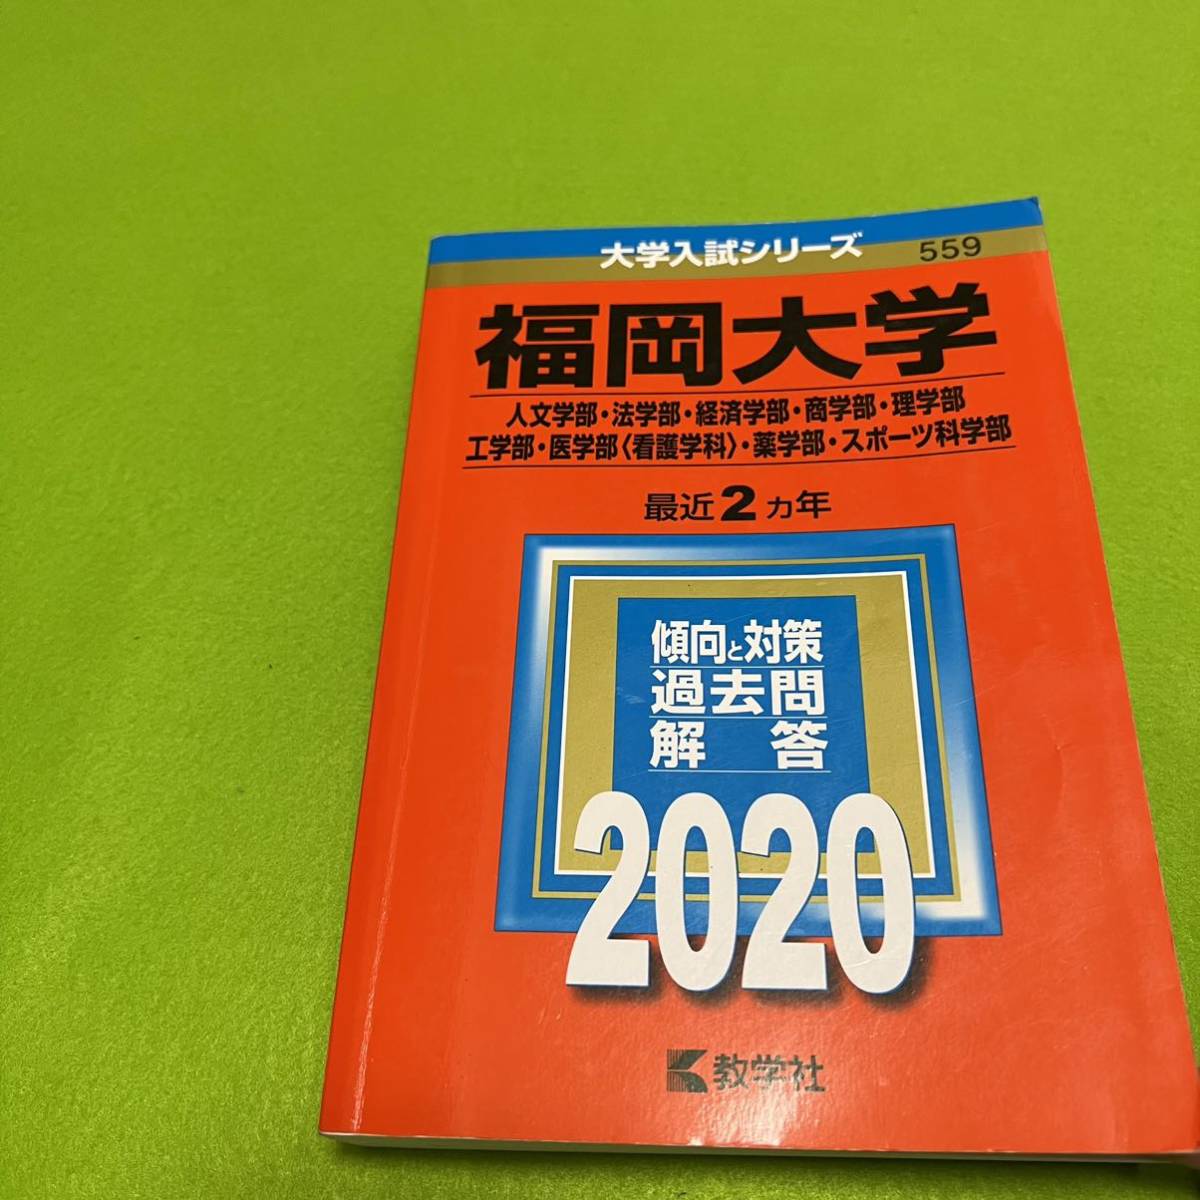 大学入試シリーズ 559
福岡大学
人文学部・法学部・経済学部・商学部・理学部
工学部・医学部〈看護学科〉・薬学部・スポーツ科学部
最近2カ年
傾向と対策
過去問
解答
2020
教学社